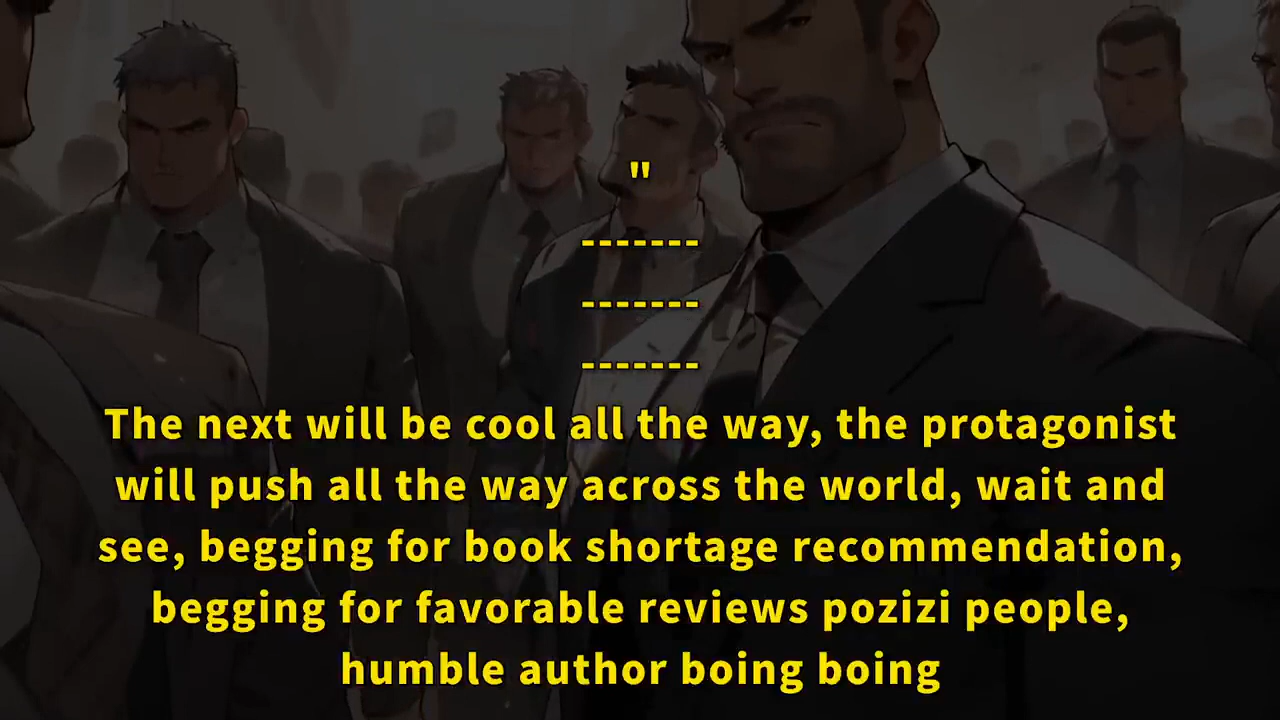 "
-------
-------
-------
The next will be cool all the way, the protagonist
will push all the way across the world, wait and
see, begging for book shortage recommendation,
begging for favorable reviews pozizi people,
humble author boing boing